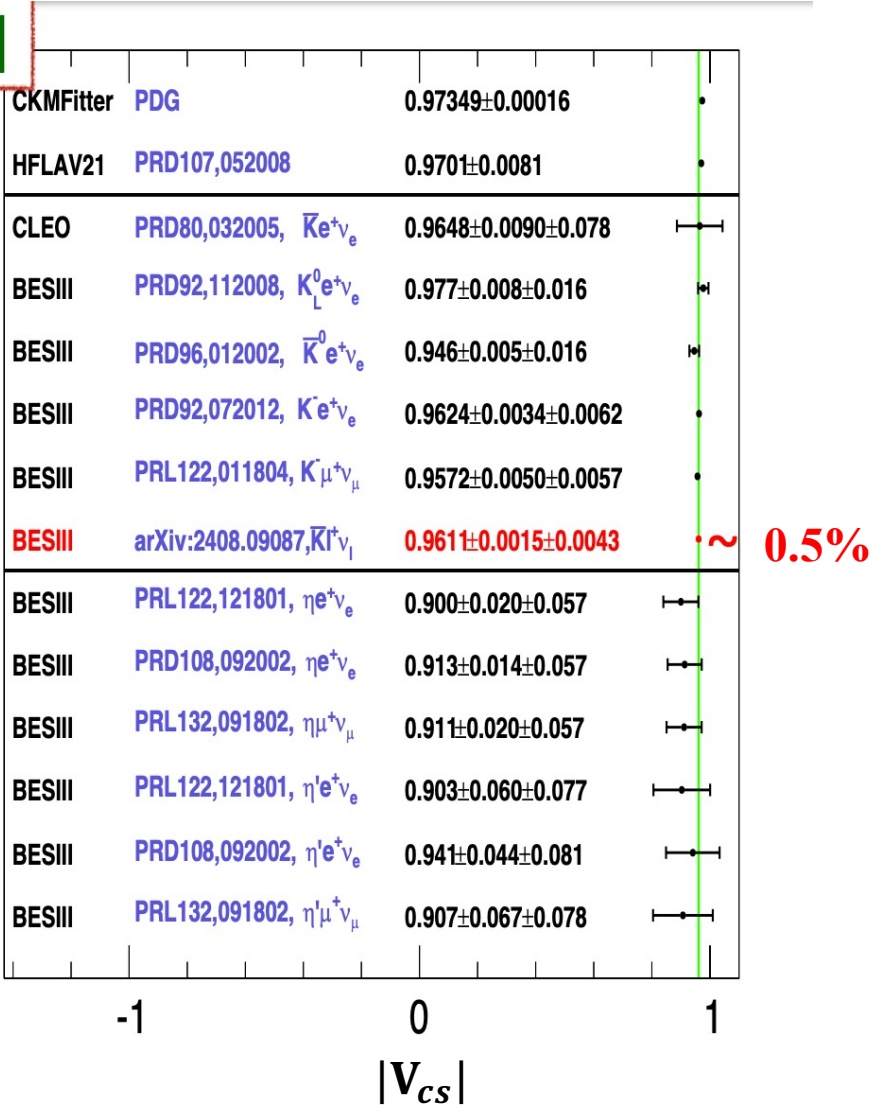 CKMFitter PDG 0.97349±0.00016
HFLAV21 PRD107,052008 0.9701±0.0081
CLEO PRD80,032005, K̅e⁺νₑ 0.9648±0.0090±0.078
BESIII PRD92,112008, K⁰_L e⁺νₑ 0.977±0.008±0.016
BESIII PRD96,012002, K̅⁰e⁺νₑ 0.946±0.005±0.016
BESIII PRD92,072012, K⁻e⁺νₑ 0.9624±0.0034±0.0062
BESIII PRL122,011804, K⁻μ⁺ν_μ 0.9572±0.0050±0.0057
BESIII arXiv:2408.09087,K̅l⁺ν_l 0.9611±0.0015±0.0043 ~ 0.5%
BESIII PRL122,121801, ηe⁺νₑ 0.900±0.020±0.057
BESIII PRD108,092002, ηe⁺νₑ 0.913±0.014±0.057
BESIII PRL132,091802, ημ⁺ν_μ 0.911±0.020±0.057
BESIII PRL122,121801, η'e⁺νₑ 0.903±0.060±0.077
BESIII PRD108,092002, η'e⁺νₑ 0.941±0.044±0.081
BESIII PRL132,091802, η'μ⁺ν_μ 0.907±0.067±0.078
-1 0 1
|V_cs|